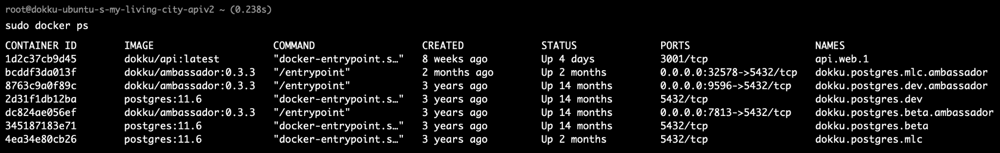 root@dokku-ubuntu-s-my-living-city-apiv2 ~ (0.238s)
sudo docker ps
CONTAINER ID        IMAGE                    COMMAND                  CREATED             STATUS              PORTS                     NAMES
1d2c37cb9d45        dokku/api:latest         "docker-entrypoint.s…"   8 weeks ago         Up 4 days           3001/tcp                  api.web.1
bcddf3da013f        dokku/ambassador:0.3.3   "/entrypoint"            2 months ago        Up 2 months         0.0.0.0:32578->5432/tcp   dokku.postgres.mlc.ambassador
8763c9a0f89c        dokku/ambassador:0.3.3   "/entrypoint"            3 years ago         Up 14 months        0.0.0.0:9596->5432/tcp    dokku.postgres.dev.ambassador
2d31f1db12ba        postgres:11.6            "docker-entrypoint.s…"   3 years ago         Up 14 months        5432/tcp                  dokku.postgres.dev
dc824ae056ef        dokku/ambassador:0.3.3   "/entrypoint"            3 years ago         Up 14 months        0.0.0.0:7813->5432/tcp    dokku.postgres.beta.ambassador
345187183e71        postgres:11.6            "docker-entrypoint.s…"   3 years ago         Up 14 months        5432/tcp                  dokku.postgres.beta
4ea34e80cb26        postgres:11.6            "docker-entrypoint.s…"   3 years ago         Up 2 months         5432/tcp                  dokku.postgres.mlc